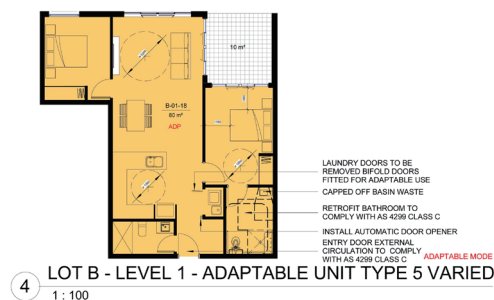 10 m²
B-01-18
80 m²
ADP
LAUNDRY DOORS TO BE
REMOVED BIFOLD DOORS
FITTED FOR ADAPTABLE USE
CAPPED OFF BASIN WASTE
RETROFIT BATHROOM TO
COMPLY WITH AS 4299 CLASS C
INSTALL AUTOMATIC DOOR OPENER
ENTRY DOOR EXTERNAL
CIRCULATION TO COMPLY
WITH AS 4299 CLASS C
ADAPTABLE MODE
4
LOT B - LEVEL 1 - ADAPTABLE UNIT TYPE 5 VARIED
1 : 100